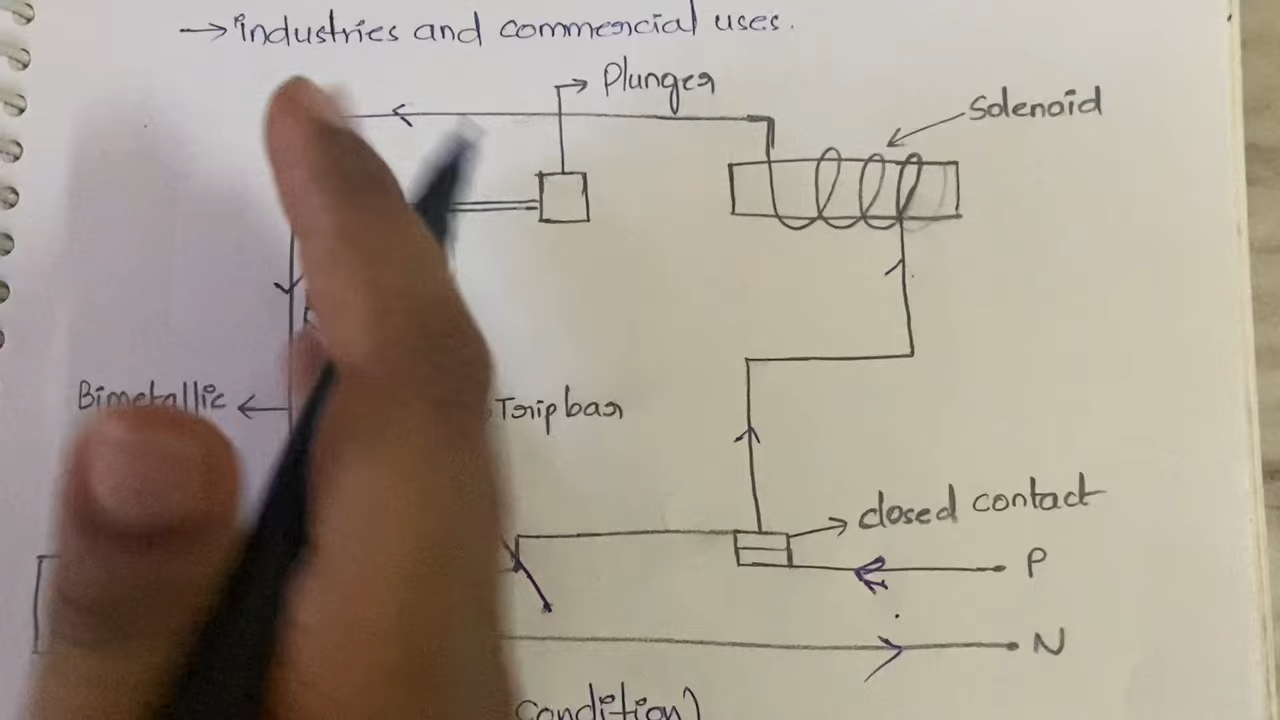 → industries and commercial uses.
Plunger
Solenoid
Bimetallic
Trip bar
closed contact
P
N
condition)